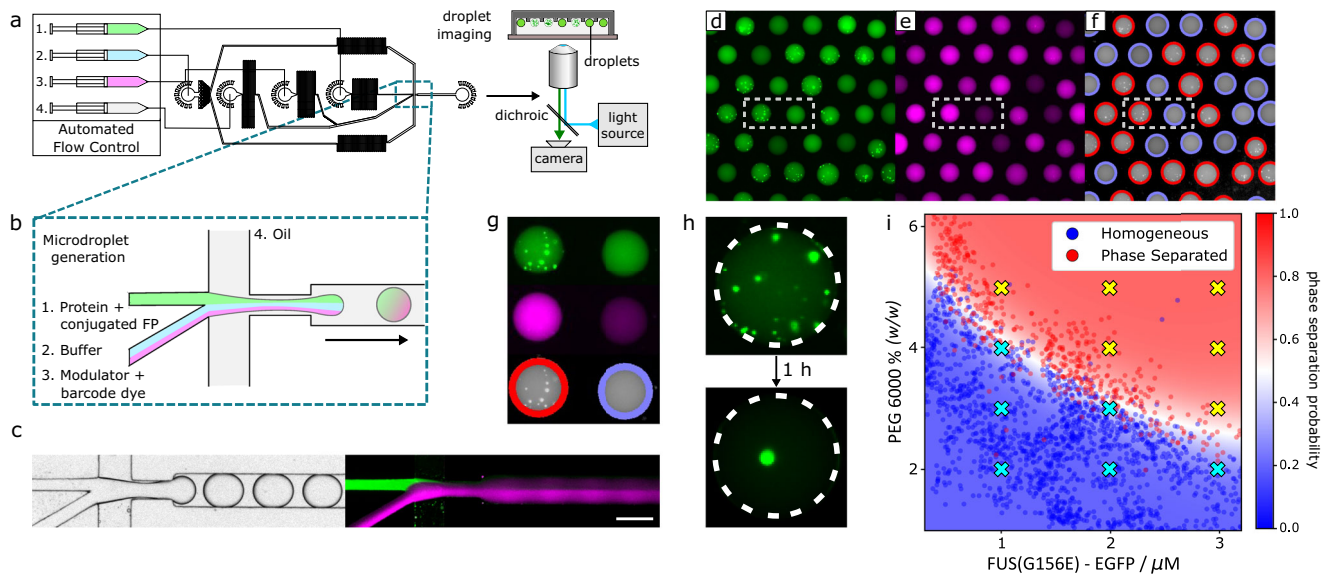 a
1.
2.
3.
4.
Automated
Flow Control
droplet
imaging
droplets
dichroic
light
source
camera
b
Microdroplet
generation
4. Oil
1. Protein +
conjugated FP
2. Buffer
3. Modulator +
barcode dye
c
d
e
f
g
h
1 h
i
Homogeneous
Phase Separated
PEG 6000 % (w/w)
6
4
2
1
2
3
FUS(G156E) - EGFP / μM
1.0
0.8
0.6
0.4
0.2
0.0
phase separation probability